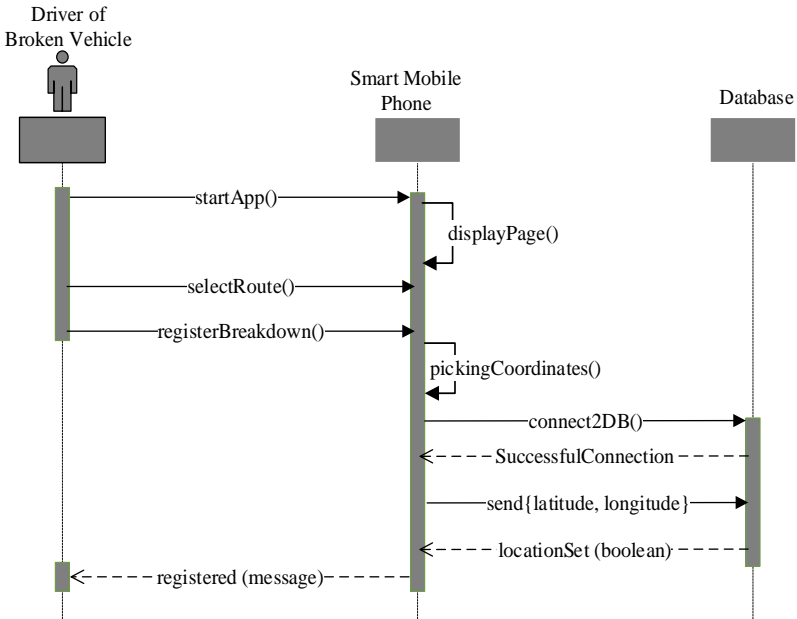 Driver of
Broken Vehicle
Smart Mobile
Phone
Database
startApp()
displayPage()
selectRoute()
registerBreakdown()
pickingCoordinates()
connect2DB()
SuccessfulConnection
send{latitude, longitude}
locationSet (boolean)
registered (message)